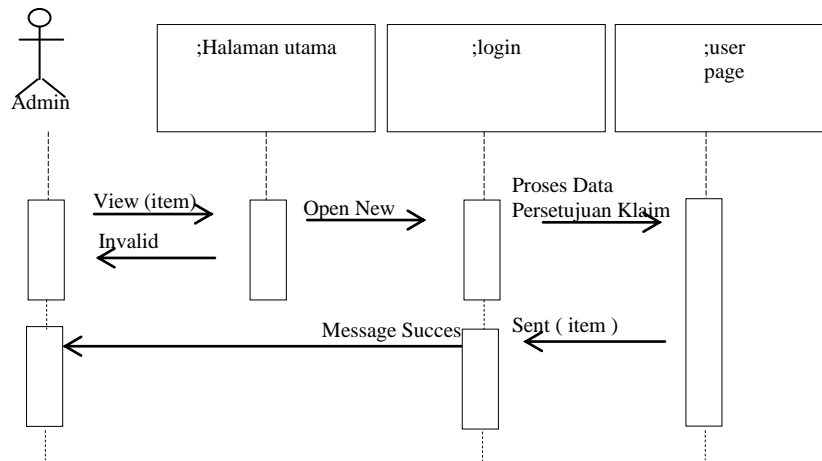 ;Halaman utama
;login
;user
page
Admin
View (item)
Open New
Proses Data
Persetujuan Klaim
Invalid
Message Succes
Sent ( item )